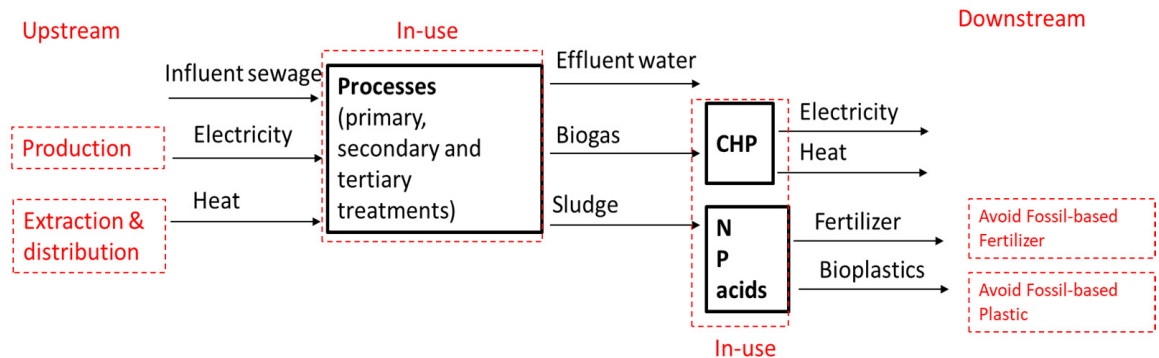 Upstream
In-use
Downstream
Influent sewage
Electricity
Heat
Production
Extraction &
distribution
Processes
(primary,
secondary and
tertiary
treatments)
Effluent water
Biogas
Sludge
CHP
Electricity
Heat
N
P
acids
Fertilizer
Bioplastics
Avoid Fossil-based
Fertilizer
Avoid Fossil-based
Plastic
In-use